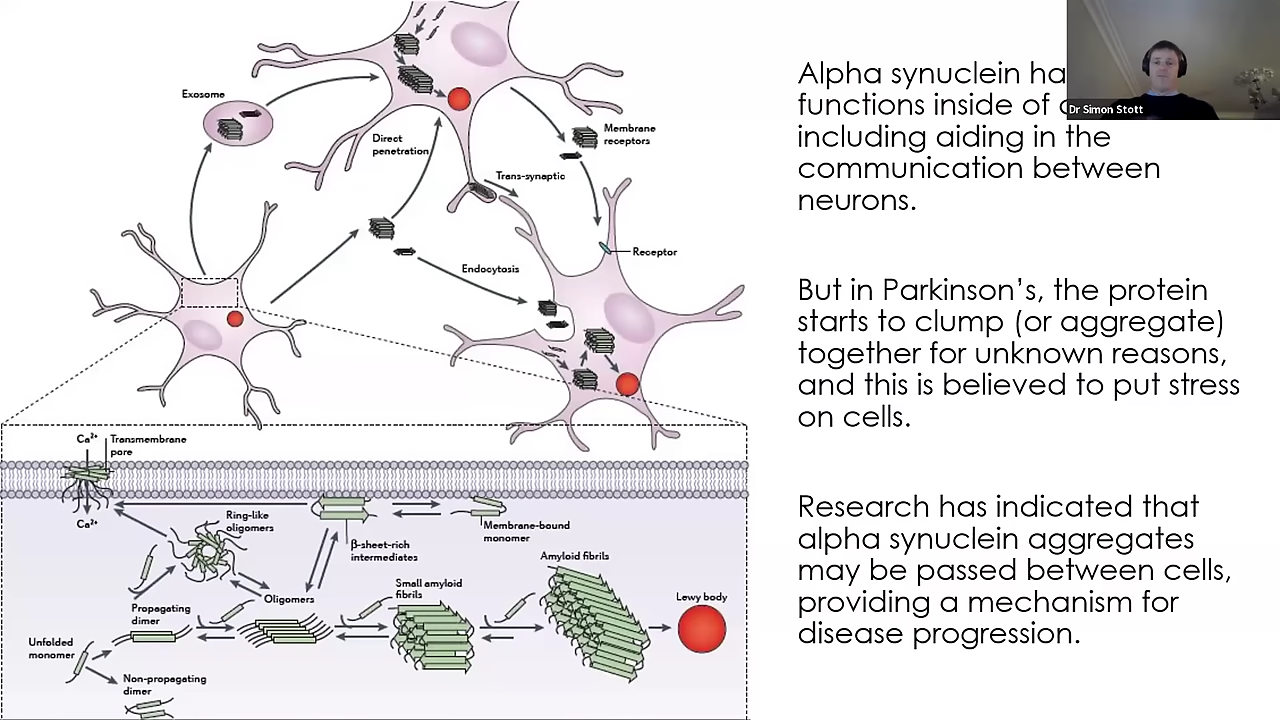 Exosome
Direct
penetration
Membrane
receptors
Trans-synaptic
Receptor
Endocytosis
Ca²⁺
Transmembrane
pore
Ca²⁺
Ring-like
oligomers
β-sheet-rich
intermediates
Membrane-bound
monomer
Amyloid fibrils
Small amyloid
fibrils
Oligomers
Lewy body
Propagating
dimer
Unfolded
monomer
Non-propagating
dimer
Dr Simon Stott
Alpha synuclein
functions inside of
including aiding in the
communication between
neurons.
But in Parkinson’s, the protein
starts to clump (or aggregate)
together for unknown reasons,
and this is believed to put stress
on cells.
Research has indicated that
alpha synuclein aggregates
may be passed between cells,
providing a mechanism for
disease progression.